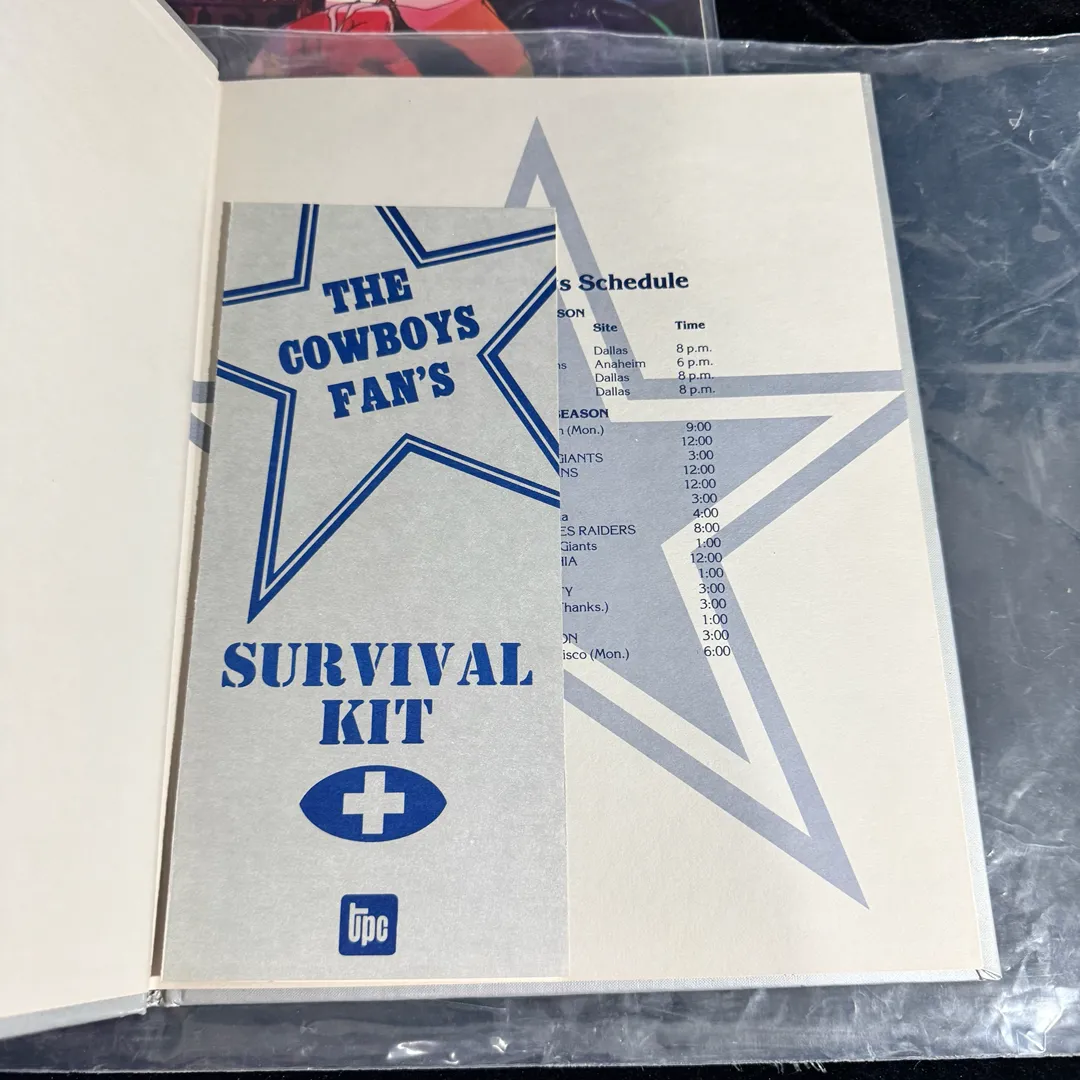 THE
COWBOYS
FAN'S
SURVIVAL
KIT
tpc
s Schedule
SON
Site Time
Dallas 8 p.m.
ns Anaheim 6 p.m.
Dallas 8 p.m.
Dallas 8 p.m.
EASON
n (Mon.) 9:00
12:00
GIANTS 3:00
NS 12:00
12:00
3:00
a 4:00
ES RAIDERS 8:00
Giants 1:00
HIA 12:00
1:00
TY 3:00
Thanks.) 3:00
1:00
ON 3:00
isco (Mon.) 6:00